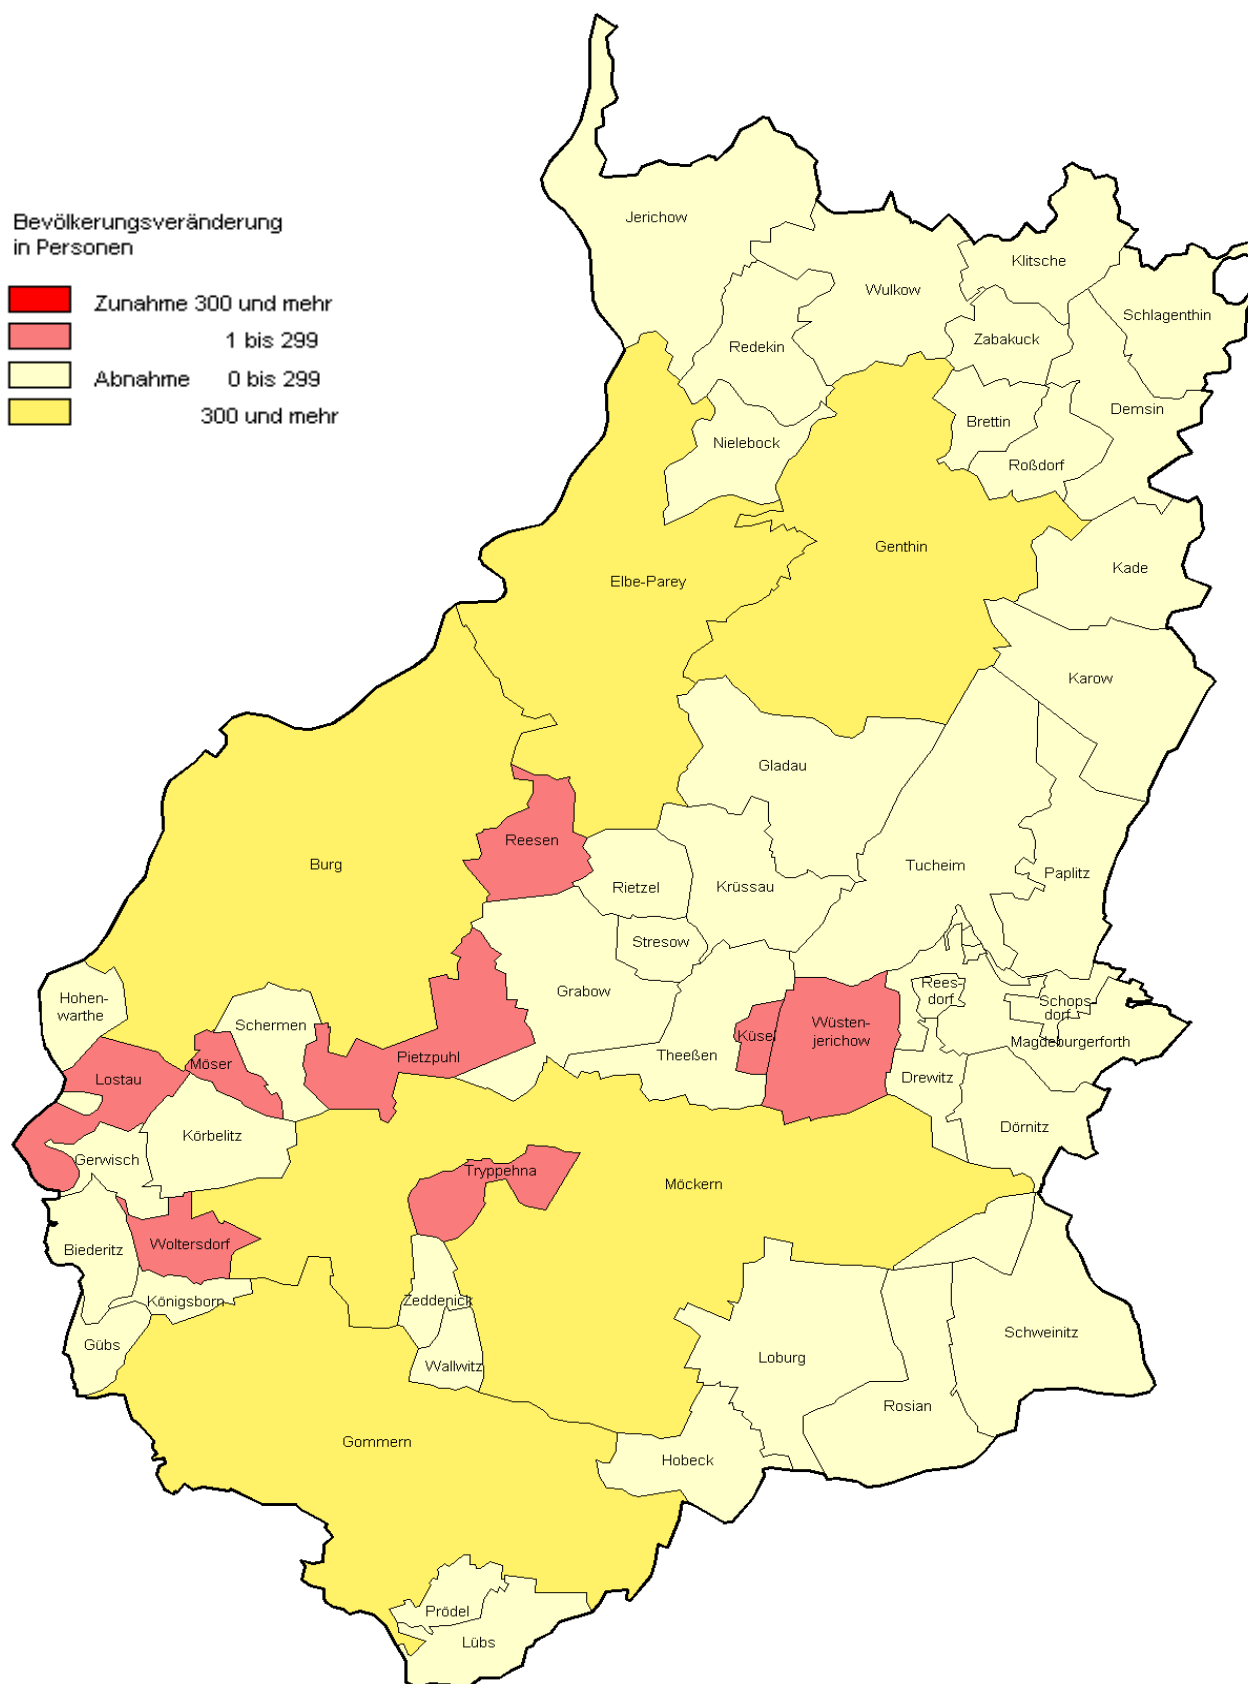 Bevölkerungsveränderung
in Personen
Zunahme 300 und mehr
1 bis 299
Abnahme 0 bis 299
300 und mehr
Jerichow
Klitsche
Wulkow
Schlagenthin
Zabakuck
Redekin
Demsin
Brettin
Nielebock
Roßdorf
Genthin
Kade
Elbe-Parey
Karow
Gladau
Reesen
Burg
Tucheim
Paplitz
Rietzel
Krüssau
Stresow
Grabow
Rees-
dorf
Hohen-
warthe
Schops
dorf
Schermen
Wüsten-
jerichow
Küsel
Magdeburgerforth
Pietzpuhl
Theeßen
Möser
Lostau
Drewitz
Dörnitz
Körbelitz
Gerwisch
Tryppehna
Möckern
Woltersdorf
Biederitz
Königsborn
Zeddenick
Schweinitz
Gübs
Loburg
Wallwitz
Rosian
Gommern
Hobeck
Prödel
Lübs